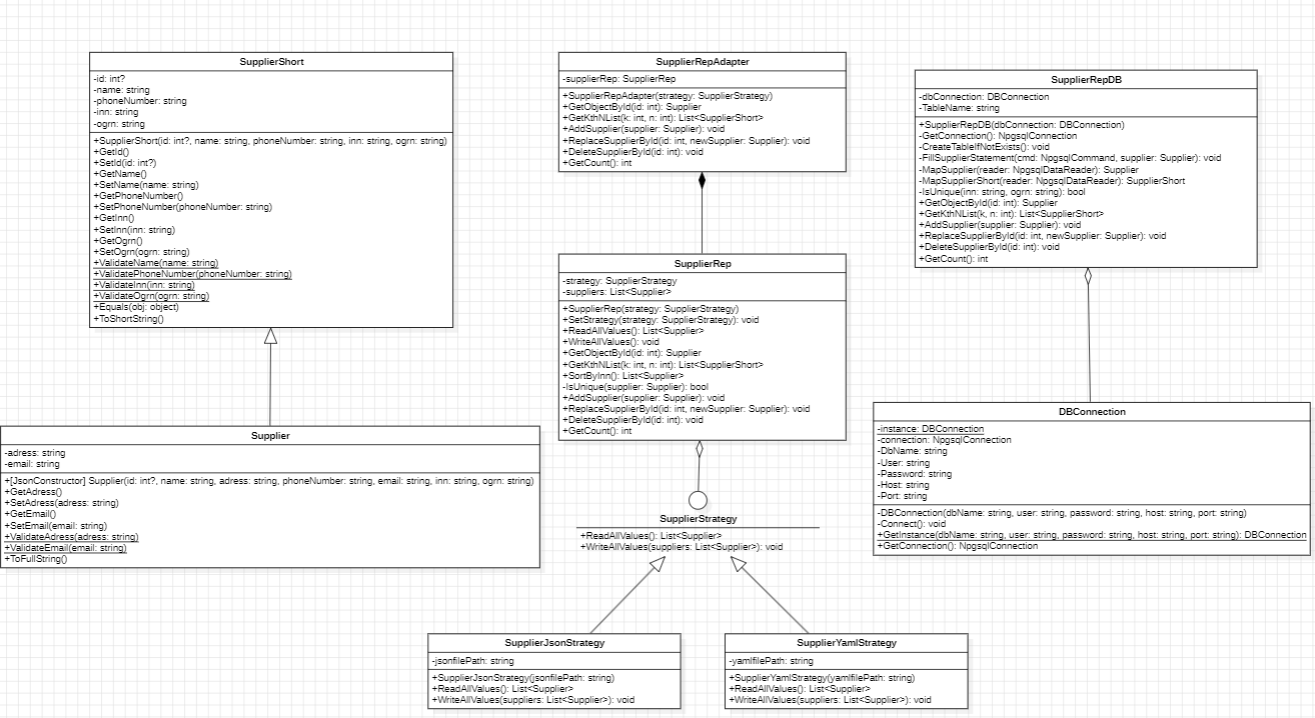 SupplierShort
-id: int?
-name: string
-phoneNumber: string
-inn: string
-ogrn: string
+SupplierShort(id: int?, name: string, phoneNumber: string, inn: string, ogrn: string)
+GetId()
+SetId(id: int?)
+GetName()
+SetName(name: string)
+GetPhoneNumber()
+SetPhoneNumber(phoneNumber: string)
+GetInn()
+SetInn(inn: string)
+GetOgrn()
+SetOgrn(ogrn: string)
+ValidateName(name: string)
+ValidatePhoneNumber(phoneNumber: string)
+ValidateInn(inn: string)
+ValidateOgrn(ogrn: string)
+Equals(obj: object)
+ToShortString()
Supplier
-adress: string
-email: string
+[JsonConstructor] Supplier(id: int?, name: string, adress: string, phoneNumber: string, email: string, inn: string, ogrn: string)
+GetAdress()
+SetAdress(adress: string)
+GetEmail()
+SetEmail(email: string)
+ValidateAdress(adress: string)
+ValidateEmail(email: string)
+ToFullString()
SupplierRepAdapter
-supplierRep: SupplierRep
+SupplierRepAdapter(strategy: SupplierStrategy)
+GetObjectById(id: int): Supplier
+GetKthNList(k: int, n: int): List<SupplierShort>
+AddSupplier(supplier: Supplier): void
+ReplaceSupplierById(id: int, newSupplier: Supplier): void
+DeleteSupplierById(id: int): void
+GetCount(): int
SupplierRep
-strategy: SupplierStrategy
-suppliers: List<Supplier>
+SupplierRep(strategy: SupplierStrategy)
+SetStrategy(strategy: SupplierStrategy): void
+ReadAllValues(): List<Supplier>
+WriteAllValues(): void
+GetObjectById(id: int): Supplier
+GetKthNList(k: int, n: int): List<SupplierShort>
+SortByInn(): List<Supplier>
-IsUnique(supplier: Supplier): bool
+AddSupplier(supplier: Supplier): void
+ReplaceSupplierById(id: int, newSupplier: Supplier): void
+DeleteSupplierById(id: int): void
+GetCount(): int
SupplierStrategy
+ReadAllValues(): List<Supplier>
+WriteAllValues(suppliers: List<Supplier>): void
SupplierJsonStrategy
-jsonfilePath: string
+SupplierJsonStrategy(jsonfilePath: string)
+ReadAllValues(): List<Supplier>
+WriteAllValues(suppliers: List<Supplier>): void
SupplierYamlStrategy
-yamlfilePath: string
+SupplierYamlStrategy(yamlfilePath: string)
+ReadAllValues(): List<Supplier>
+WriteAllValues(suppliers: List<Supplier>): void
SupplierRepDB
-dbConnection: DBConnection
-TableName: string
+SupplierRepDB(dbConnection: DBConnection)
-GetConnection(): NpgsqlConnection
-CreateTableIfNotExists(): void
-FillSupplierStatement(cmd: NpgsqlCommand, supplier: Supplier): void
-MapSupplier(reader: NpgsqlDataReader): Supplier
-MapSupplierShort(reader: NpgsqlDataReader): SupplierShort
-IsUnique(inn: string, ogrn: string): bool
+GetObjectById(id: int): Supplier
+GetKthNList(k, n: int): List<SupplierShort>
+AddSupplier(supplier: Supplier): void
+ReplaceSupplierById(id: int, newSupplier: Supplier): void
+DeleteSupplierById(id: int): void
+GetCount(): int
DBConnection
-instance: DBConnection
-connection: NpgsqlConnection
-DbName: string
-User: string
-Password: string
-Host: string
-Port: string
-DBConnection(dbName: string, user: string, password: string, host: string, port: string)
-Connect(): void
+GetInstance(dbName: string, user: string, password: string, host: string, port: string): DBConnection
+GetConnection(): NpgsqlConnection